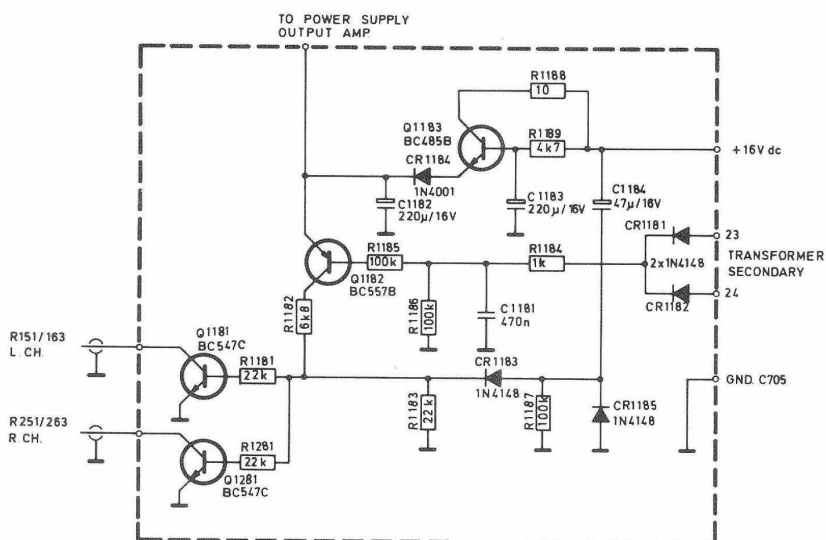 TO POWER SUPPLY
OUTPUT AMP.
R1188
10
Q1183
BC485B
R1189
4k7
+16V dc
CR1184
1N4001
C1182
220µ/16V
C1183
220µ/16V
C1184
47µ/16V
CR1181
23
R1185
100k
R1184
1k
2x1N4148
TRANSFORMER
SECONDARY
Q1182
BC557B
R1182
6k8
R1186
100k
C1181
470n
CR1182
24
R151/163
L. CH.
Q1181
BC547C
R1181
22k
CR1183
1N4148
GND. C705
R1183
22k
R1187
100k
CR1185
1N4148
R251/263
R CH.
R1281
22k
Q1281
BC547C